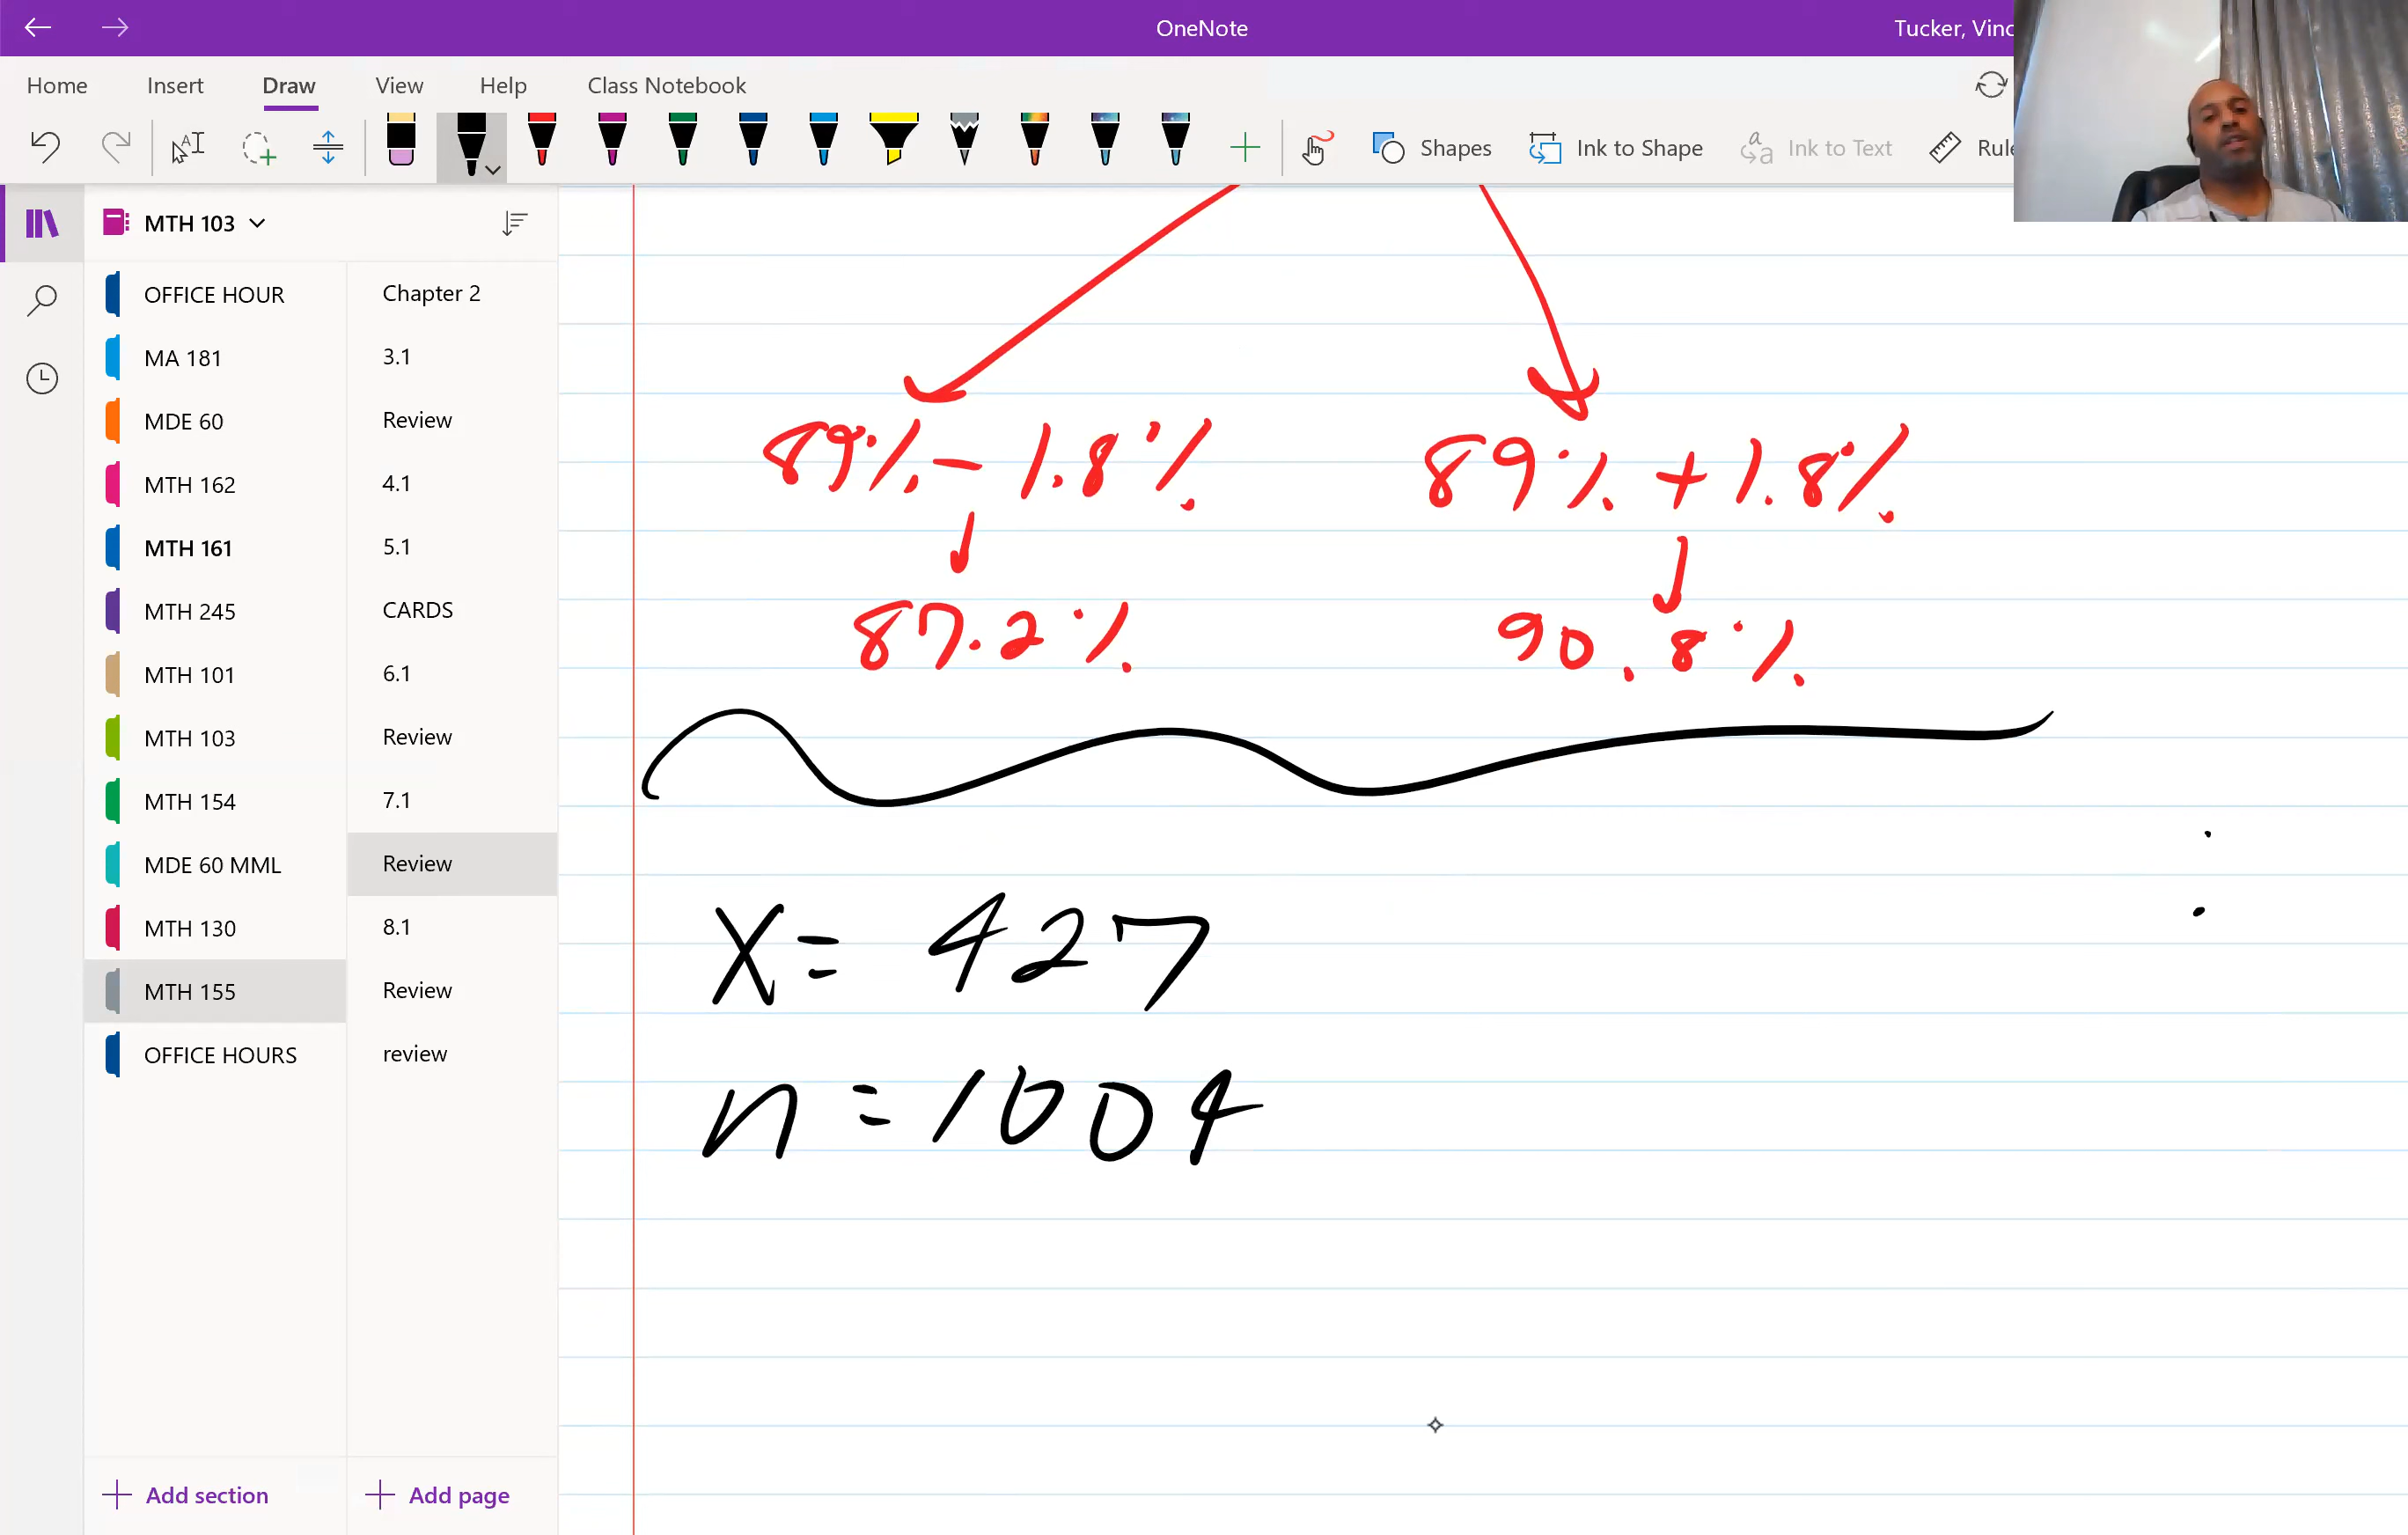 OneNote
Tucker, Vinc
Home Insert Draw View Help Class Notebook
Shapes Ink to Shape Ink to Text Rule
MTH 103
OFFICE HOUR
MA 181
MDE 60
MTH 162
MTH 161
MTH 245
MTH 101
MTH 103
MTH 154
MDE 60 MML
MTH 130
MTH 155
OFFICE HOURS
Add section
Chapter 2
3.1
Review
4.1
5.1
CARDS
6.1
Review
7.1
Review
8.1
Review
review
Add page
89% - 1.8% 89% + 1.8%
87.2% 90.8%
X = 427
n = 1004